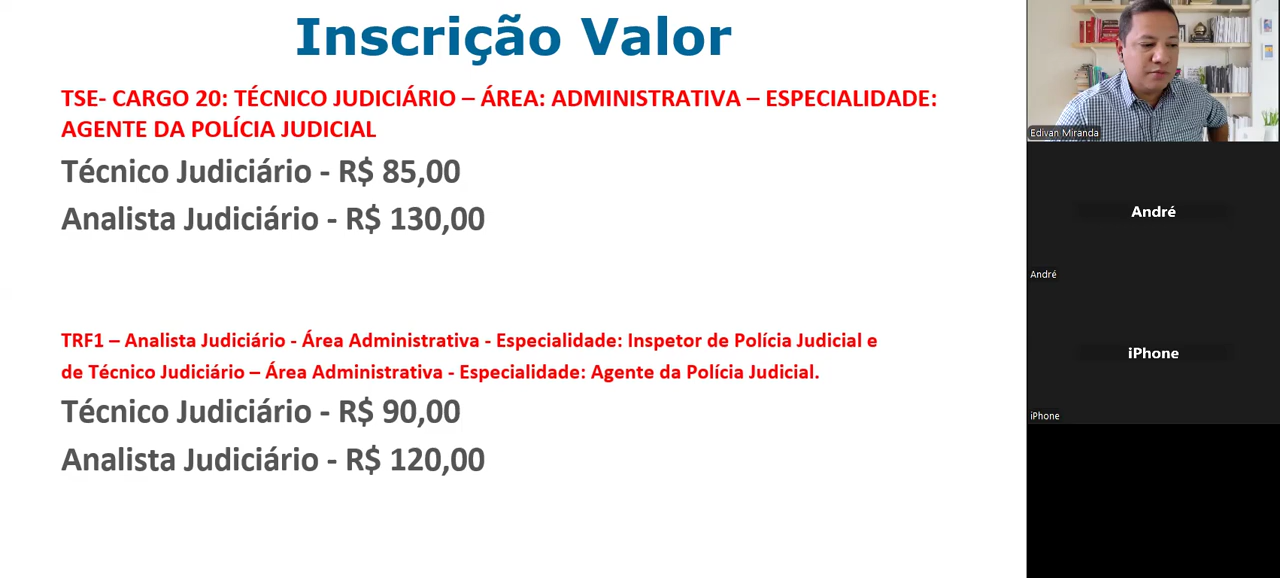 Inscrição Valor
TSE- CARGO 20: TÉCNICO JUDICIÁRIO – ÁREA: ADMINISTRATIVA – ESPECIALIDADE:
AGENTE DA POLÍCIA JUDICIAL
Técnico Judiciário - R$ 85,00
Analista Judiciário - R$ 130,00
TRF1 – Analista Judiciário - Área Administrativa - Especialidade: Inspetor de Polícia Judicial e
de Técnico Judiciário – Área Administrativa - Especialidade: Agente da Polícia Judicial.
Técnico Judiciário - R$ 90,00
Analista Judiciário - R$ 120,00
Edivan Miranda
André
André
iPhone
iPhone